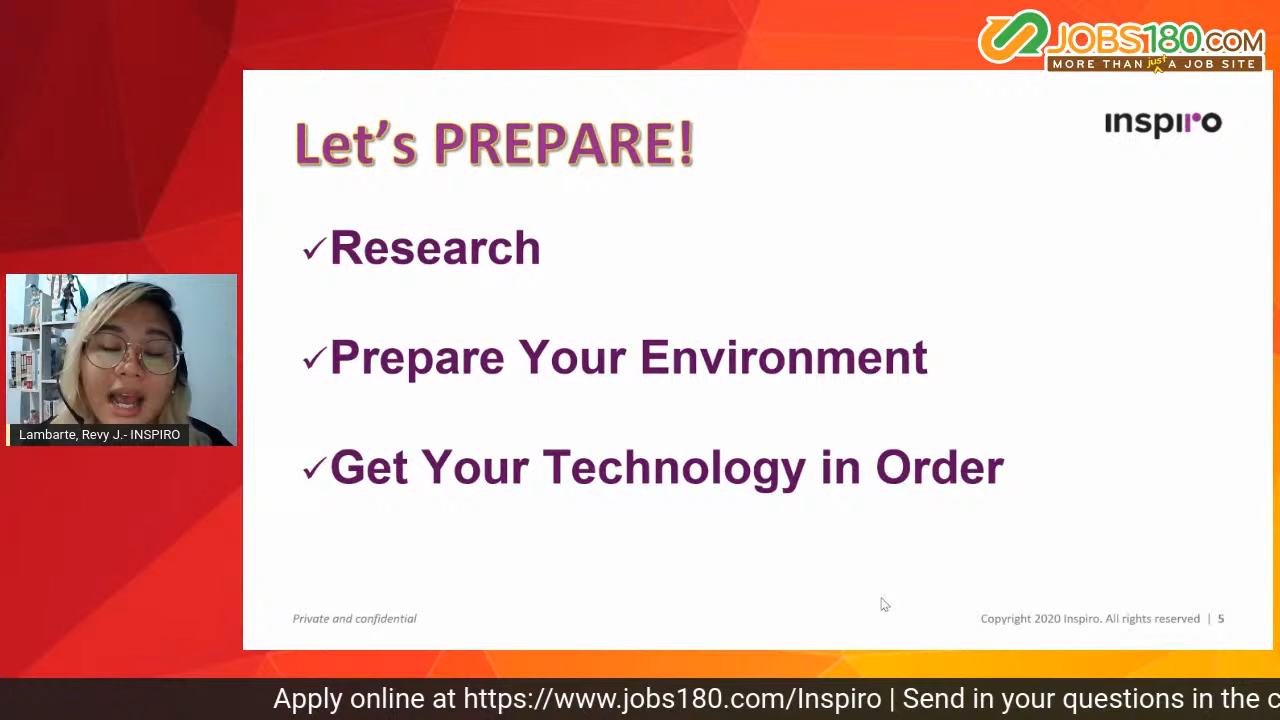 JOBS180.COM
MORE THAN just A JOB SITE
Let's PREPARE!
inspiro
✓Research
✓Prepare Your Environment
✓Get Your Technology in Order
Lambarte, Revy J.- INSPIRO
Private and confidential
Copyright 2020 Inspiro. All rights reserved | 5
Apply online at https://www.jobs180.com/Inspiro | Send in your questions in the c